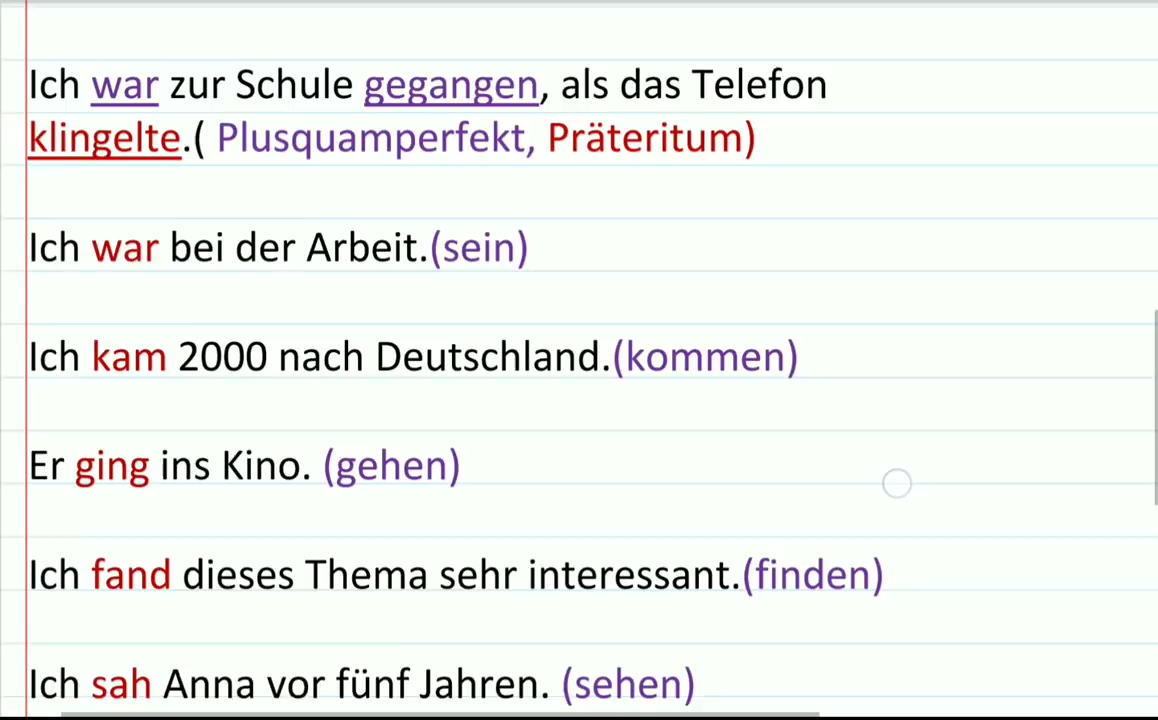 Ich war zur Schule gegangen, als das Telefon
klingelte.( Plusquamperfekt, Präteritum)
Ich war bei der Arbeit.(sein)
Ich kam 2000 nach Deutschland.(kommen)
Er ging ins Kino. (gehen)
Ich fand dieses Thema sehr interessant.(finden)
Ich sah Anna vor fünf Jahren. (sehen)